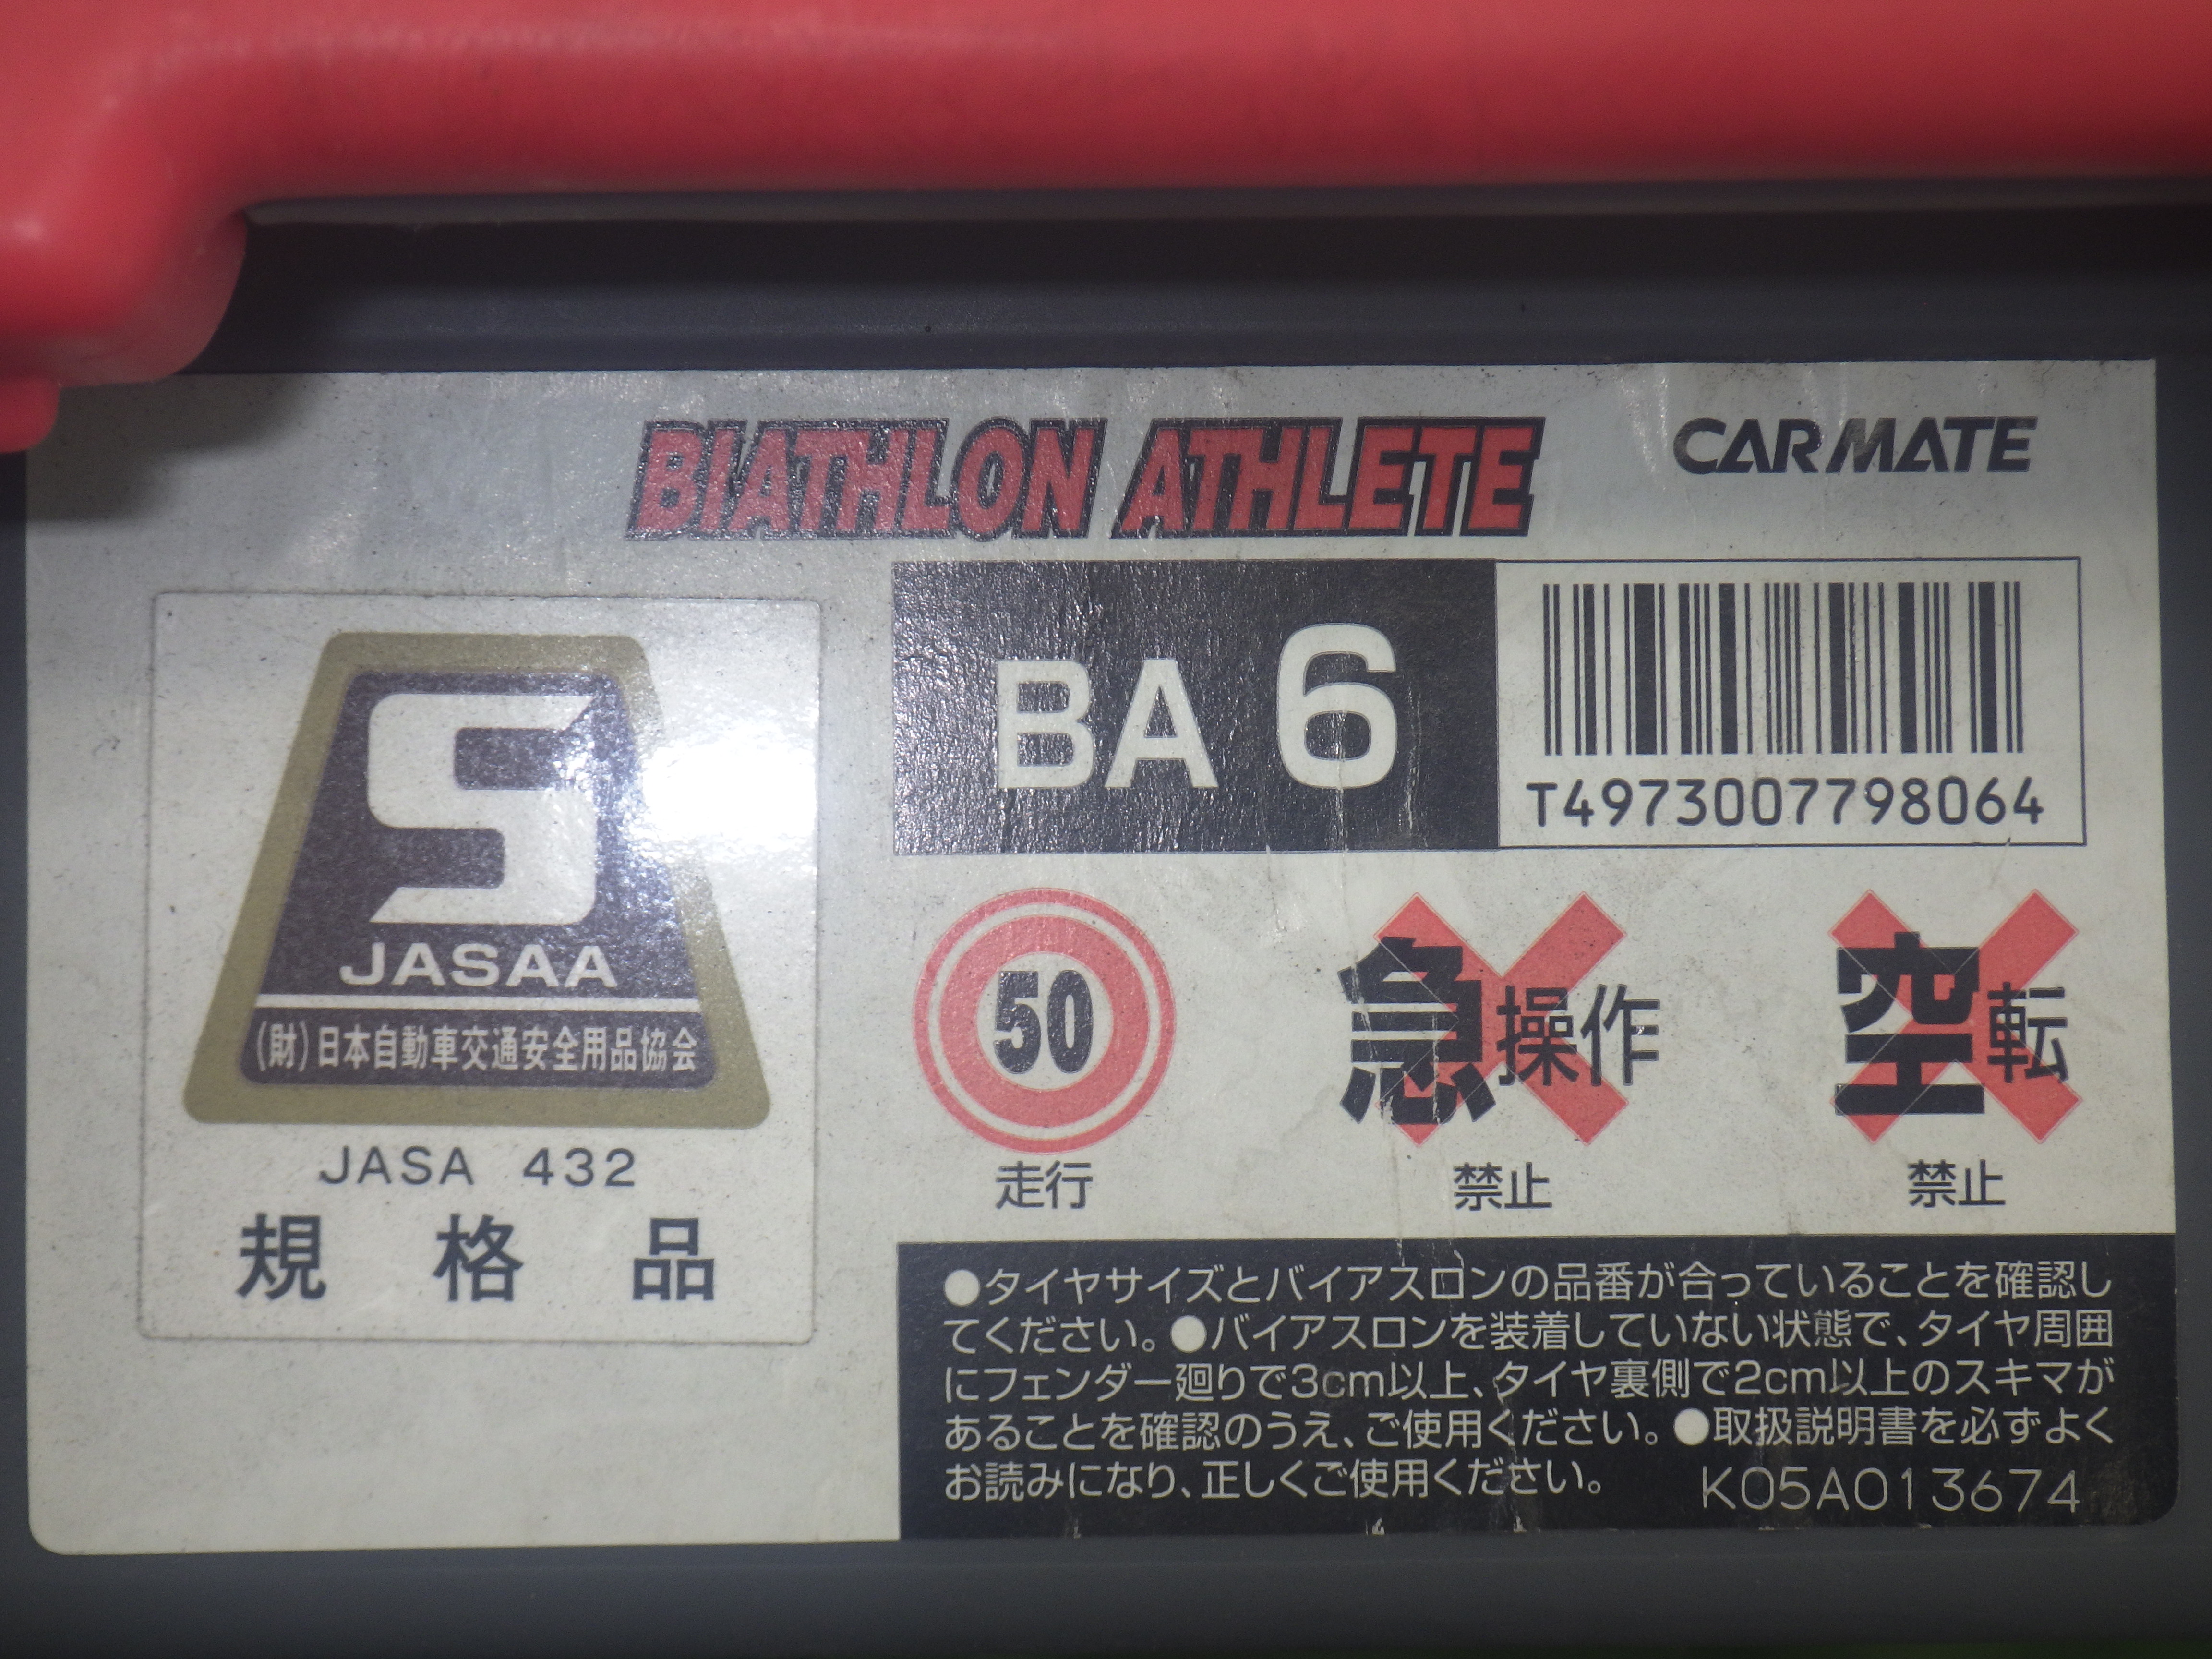 BIATHLON ATHLETE
CARMATE
BA 6
T4973007798064
S
JASAA
(財)日本自動車交通安全用品協会
JASA 432
規格品
50
走行
急操作
禁止
空転
禁止
●タイヤサイズとバイアスロンの品番が合っていることを確認し
てください。●バイアスロンを装着していない状態で、タイヤ周囲
にフェンダー廻りで3cm以上、タイヤ裏側で2cm以上のスキマが
あることを確認のうえ、ご使用ください。●取扱説明書を必ずよく
お読みになり、正しくご使用ください。
K05A013674